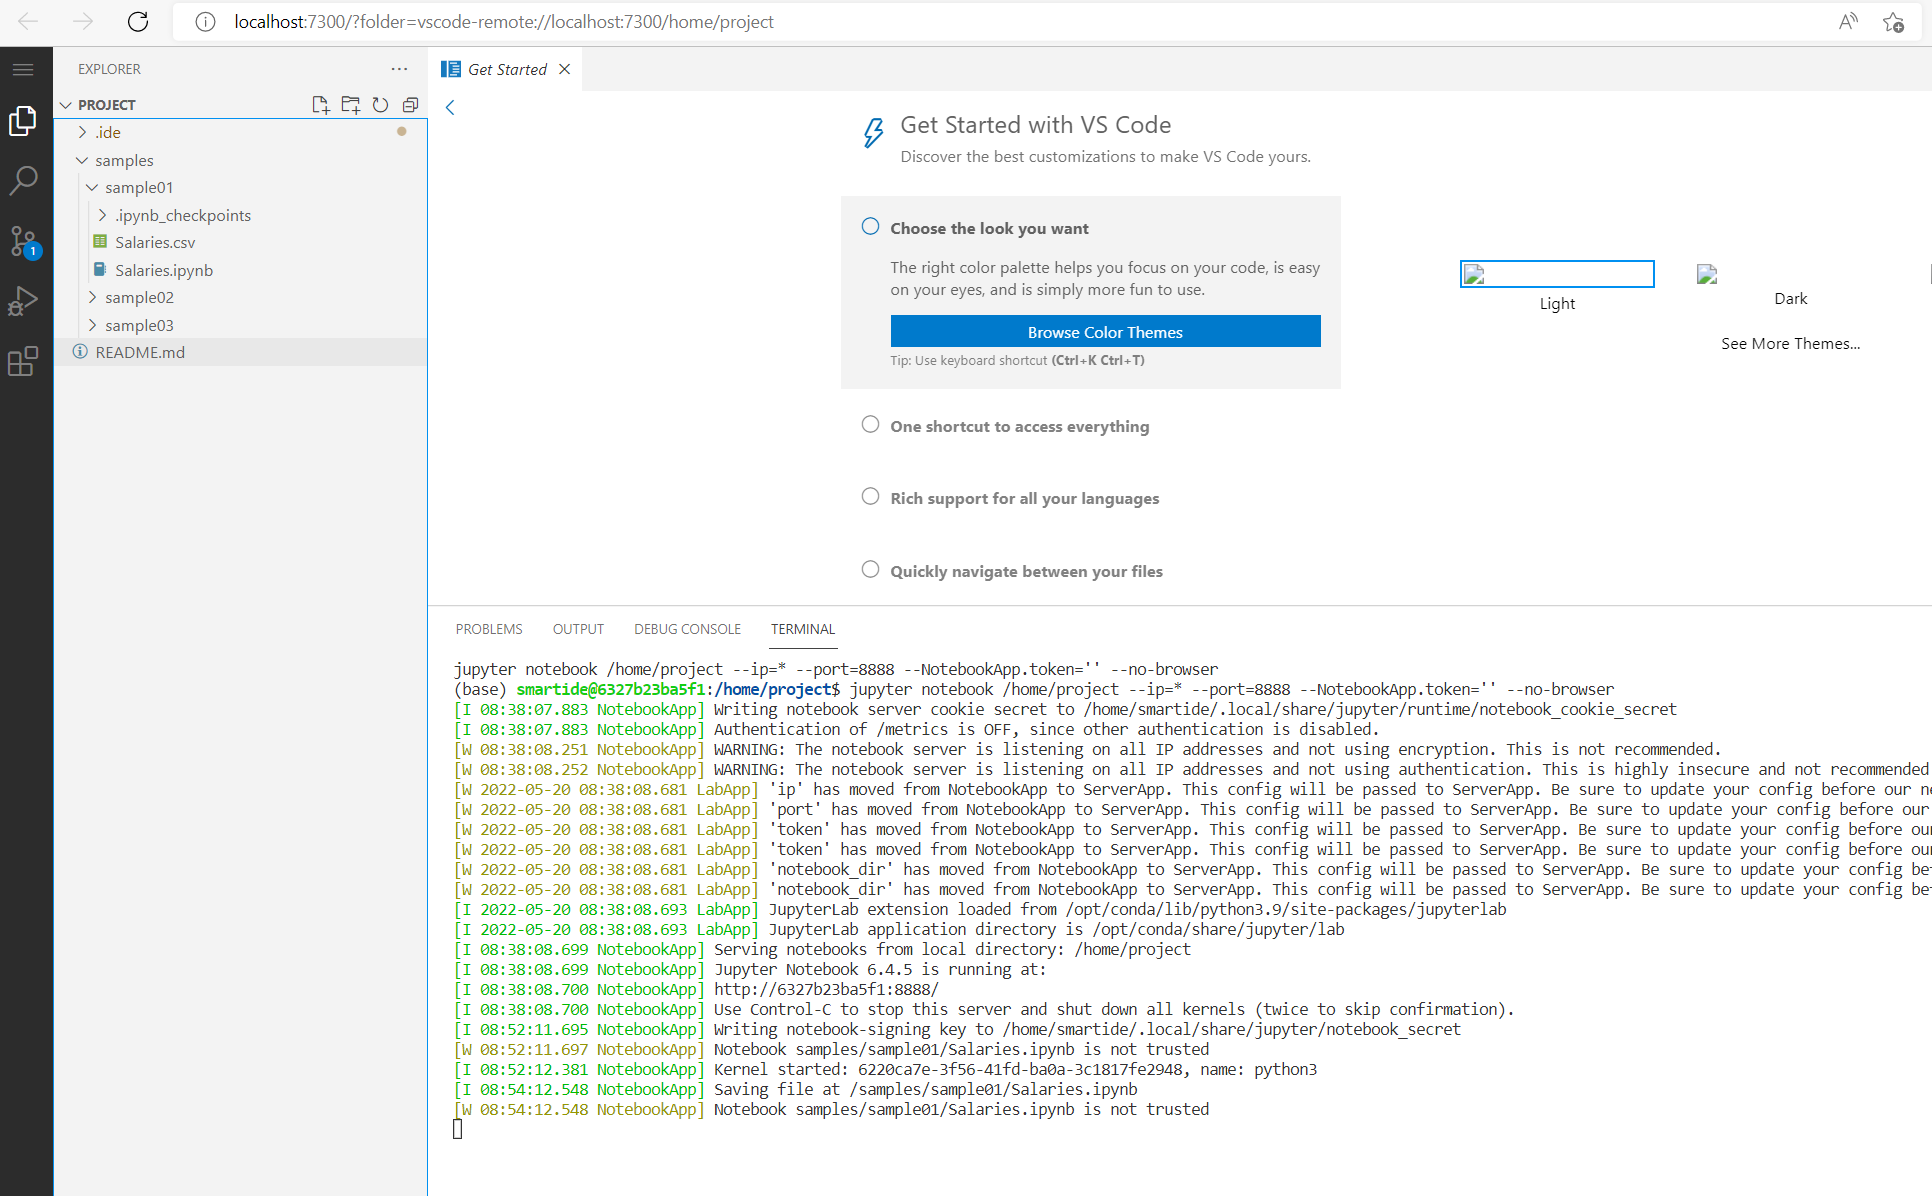 localhost:7300/?folder=vscode-remote://localhost:7300/home/project
EXPLORER
PROJECT
.ide
samples
sample01
.ipynb_checkpoints
Salaries.csv
Salaries.ipynb
sample02
sample03
README.md
1
Get Started
Get Started with VS Code
Discover the best customizations to make VS Code yours.
Choose the look you want
The right color palette helps you focus on your code, is easy
on your eyes, and is simply more fun to use.
Browse Color Themes
Tip: Use keyboard shortcut (Ctrl+K Ctrl+T)
Light
Dark
See More Themes...
One shortcut to access everything
Rich support for all your languages
Quickly navigate between your files
PROBLEMS OUTPUT DEBUG CONSOLE TERMINAL
jupyter notebook /home/project --ip=* --port=8888 --NotebookApp.token='' --no-browser
(base) smartide@6327b23ba5f1:/home/project$ jupyter notebook /home/project --ip=* --port=8888 --NotebookApp.token='' --no-browser
[I 08:38:07.883 NotebookApp] Writing notebook server cookie secret to /home/smartide/.local/share/jupyter/runtime/notebook_cookie_secret
[I 08:38:07.883 NotebookApp] Authentication of /metrics is OFF, since other authentication is disabled.
[W 08:38:08.251 NotebookApp] WARNING: The notebook server is listening on all IP addresses and not using encryption. This is not recommended.
[W 08:38:08.252 NotebookApp] WARNING: The notebook server is listening on all IP addresses and not using authentication. This is highly insecure and not recommended
[W 2022-05-20 08:38:08.681 LabApp] 'ip' has moved from NotebookApp to ServerApp. This config will be passed to ServerApp. Be sure to update your config before our
[W 2022-05-20 08:38:08.681 LabApp] 'port' has moved from NotebookApp to ServerApp. This config will be passed to ServerApp. Be sure to update your config before our
[W 2022-05-20 08:38:08.681 LabApp] 'token' has moved from NotebookApp to ServerApp. This config will be passed to ServerApp. Be sure to update your config before
[W 2022-05-20 08:38:08.681 LabApp] 'token' has moved from NotebookApp to ServerApp. This config will be passed to ServerApp. Be sure to update your config before
[W 2022-05-20 08:38:08.681 LabApp] 'notebook_dir' has moved from NotebookApp to ServerApp. This config will be passed to ServerApp. Be sure to update your config
[W 2022-05-20 08:38:08.681 LabApp] 'notebook_dir' has moved from NotebookApp to ServerApp. This config will be passed to ServerApp. Be sure to update your config
[I 2022-05-20 08:38:08.693 LabApp] JupyterLab extension loaded from /opt/conda/lib/python3.9/site-packages/jupyterlab
[I 2022-05-20 08:38:08.693 LabApp] JupyterLab application directory is /opt/conda/share/jupyter/lab
[I 08:38:08.699 NotebookApp] Serving notebooks from local directory: /home/project
[I 08:38:08.699 NotebookApp] Jupyter Notebook 6.4.5 is running at:
[I 08:38:08.700 NotebookApp] http://6327b23ba5f1:8888/
[I 08:38:08.700 NotebookApp] Use Control-C to stop this server and shut down all kernels (twice to skip confirmation).
[I 08:52:11.695 NotebookApp] Writing notebook-signing key to /home/smartide/.local/share/jupyter/notebook_secret
[W 08:52:11.697 NotebookApp] Notebook samples/sample01/Salaries.ipynb is not trusted
[I 08:52:12.381 NotebookApp] Kernel started: 6220ca7e-3f56-41fd-ba0a-3c1817fe2948, name: python3
[I 08:54:12.548 NotebookApp] Saving file at /samples/sample01/Salaries.ipynb
[W 08:54:12.548 NotebookApp] Notebook samples/sample01/Salaries.ipynb is not trusted